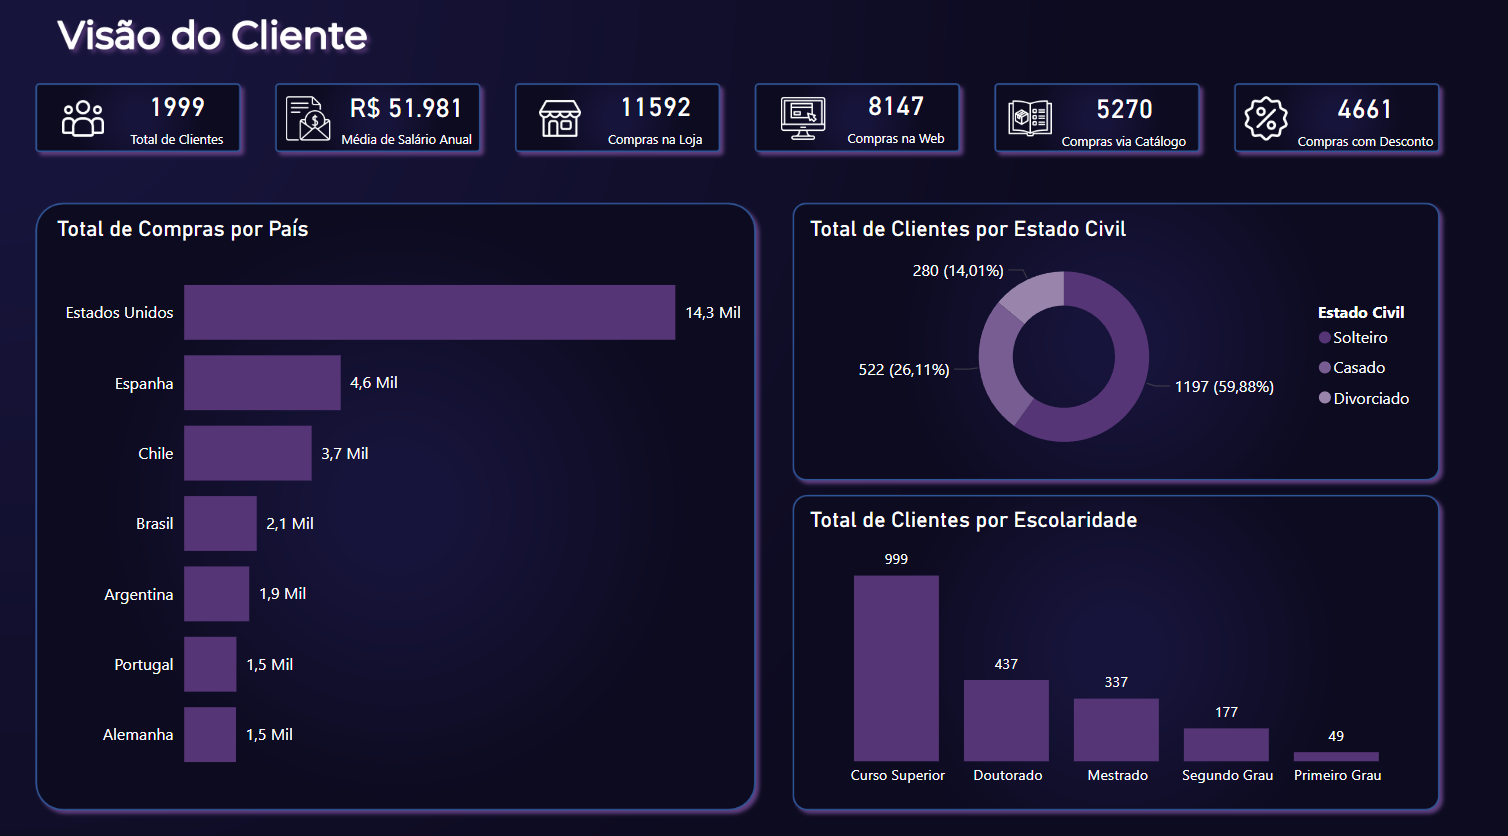 Visão do Cliente
1999
Total de Clientes
R$ 51.981
Média de Salário Anual
11592
Compras na Loja
8147
Compras na Web
5270
Compras via Catálogo
4661
Compras com Desconto
Total de Compras por País
Estados Unidos
14,3 Mil
Espanha
4,6 Mil
Chile
3,7 Mil
Brasil
2,1 Mil
Argentina
1,9 Mil
Portugal
1,5 Mil
Alemanha
1,5 Mil
Total de Clientes por Estado Civil
280 (14,01%)
522 (26,11%)
1197 (59,88%)
Estado Civil
Solteiro
Casado
Divorciado
Total de Clientes por Escolaridade
999
437
337
177
49
Curso Superior
Doutorado
Mestrado
Segundo Grau
Primeiro Grau